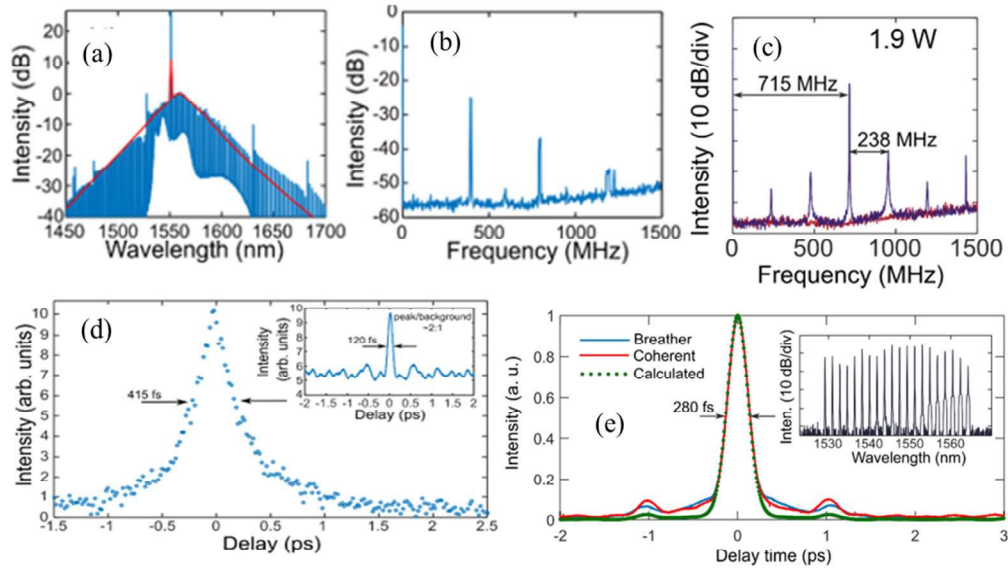 (a)
Intensity (dB)
20
10
0
-10
-20
-30
-40
1450 1500 1550 1600 1650 1700
Wavelength (nm)
(b)
Intensity (dB)
0
-10
-20
-30
-40
-50
-60
0 500 1000 1500
Frequency (MHz)
(c)
1.9 W
715 MHz
238 MHz
Intensity (10 dB/div)
0 500 1000 1500
Frequency (MHz)
(d)
Intensity (arb. units)
10
9
8
7
6
5
4
3
2
1
0
415 fs
-1.5 -1 -0.5 0 0.5 1 1.5 2 2.5
Delay (ps)
Intensity
(arb. units)
10
9
8
7
6
5
4
peak/background
~2:1
120 fs
-2 -1.5 -1 -0.5 0 0.5 1 1.5 2
Delay (ps)
(e)
Intensity (a. u.)
1
0.8
0.6
0.4
0.2
0
Breather
Coherent
Calculated
280 fs
-2 -1 0 1 2 3
Delay time (ps)
Inten. (10 dB/div)
1530 1540 1550 1560
Wavelength (nm)